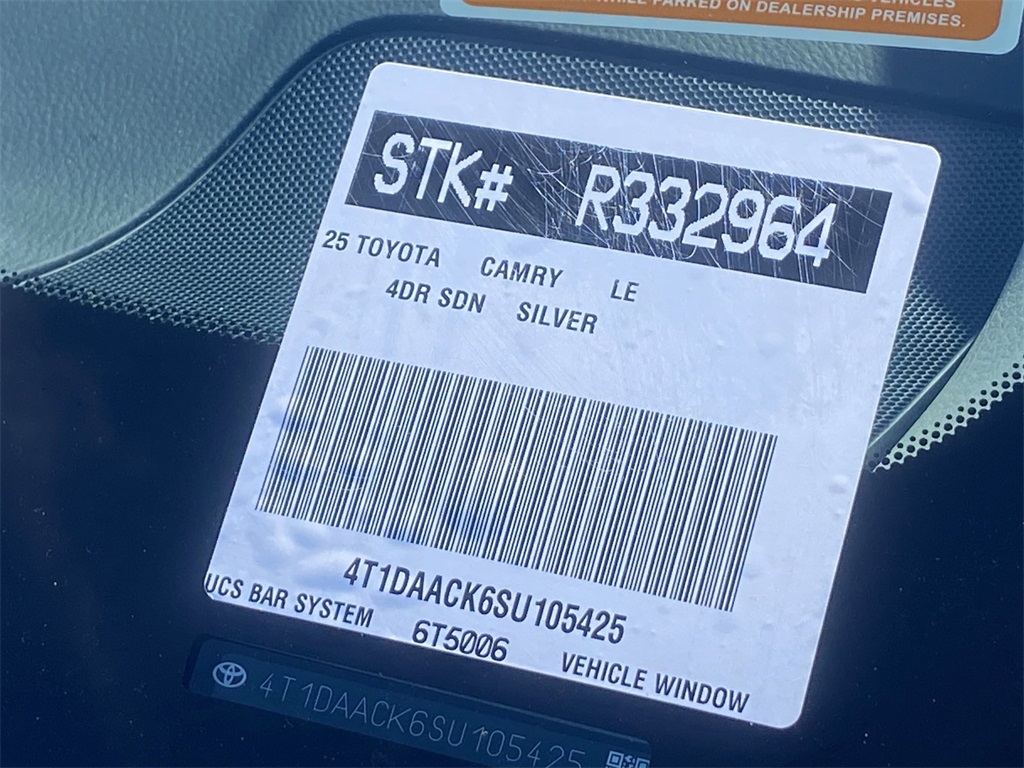 VEHICLES
WHILE PARKED ON DEALERSHIP PREMISES.
STK# R332964
25 TOYOTA CAMRY LE
4DR SDN SILVER
4T1DAACK6SU105425
UCS BAR SYSTEM 6T5006 VEHICLE WINDOW
4T1DAACK6SU105425